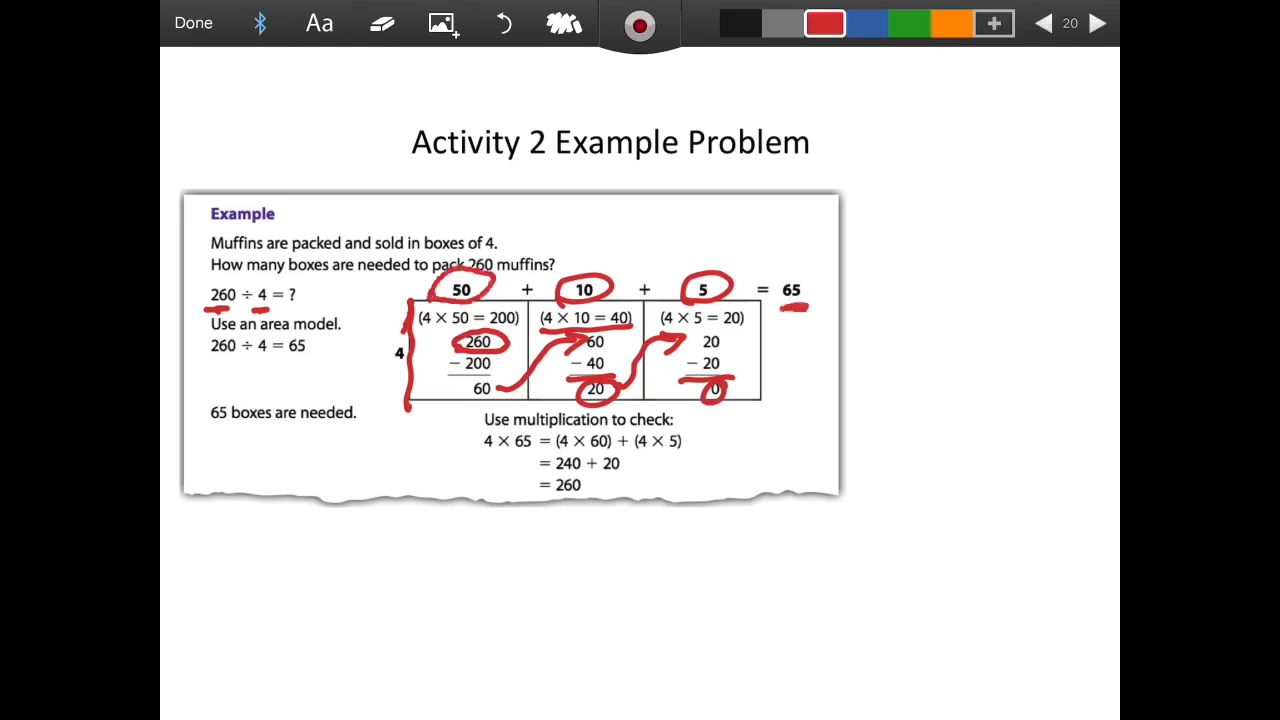 Done Aa 20
Activity 2 Example Problem
Example
Muffins are packed and sold in boxes of 4.
How many boxes are needed to pack 260 muffins?
260 ÷ 4 = ?
Use an area model.
260 ÷ 4 = 65
65 boxes are needed.
50 + 10 + 5 = 65
4
(4 × 50 = 200) (4 × 10 = 40) (4 × 5 = 20)
260 60 20
− 200 − 40 − 20
60 20 0
Use multiplication to check:
4 × 65 = (4 × 60) + (4 × 5)
= 240 + 20
= 260